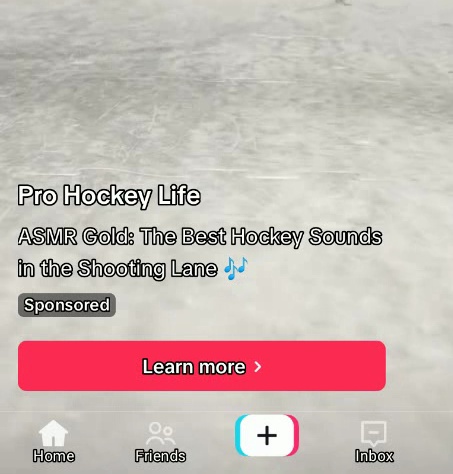 Pro Hockey Life
ASMR Gold: The Best Hockey Sounds
in the Shooting Lane 🎶
Sponsored
Learn more ›
Home
Friends
Inbox